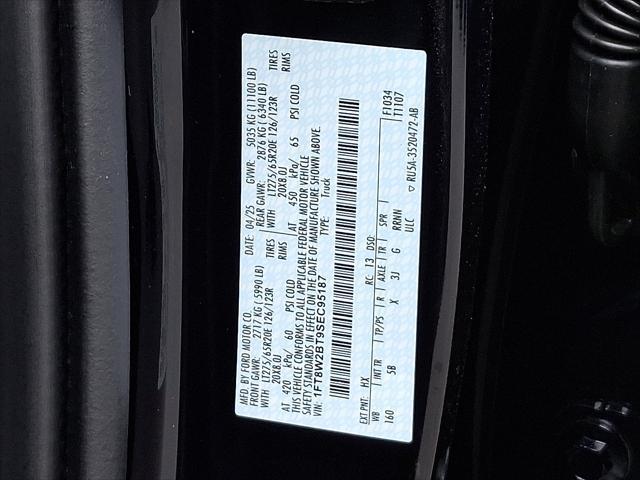 MFD. BY FORD MOTOR CO.
DATE: 04/25 GVWR: 5035 KG (11100 LB)
FRONT GAWR: 2717 KG (5990 LB) REAR GAWR: 2876 KG (6340 LB)
WITH LT275/65R20E 126/123R TIRES WITH LT275/65R20E 126/123R TIRES
20X8.0J RIMS 20X8.0J RIMS
AT 420 kPa/ 60 PSI COLD AT 450 kPa/ 65 PSI COLD
THIS VEHICLE CONFORMS TO ALL APPLICABLE FEDERAL MOTOR VEHICLE
SAFETY STANDARDS IN EFFECT ON THE DATE OF MANUFACTURE SHOWN ABOVE.
VIN: 1FT8W2BT9SEC95187 TYPE: Truck
F1034
T1107
EXT PNT: HX RC: 13 DSO:
WB INT TR TP/PS R AXLE TR SPR
160 5B X 3J G RRNN
ULC
▽ RU5A-3520472-AB